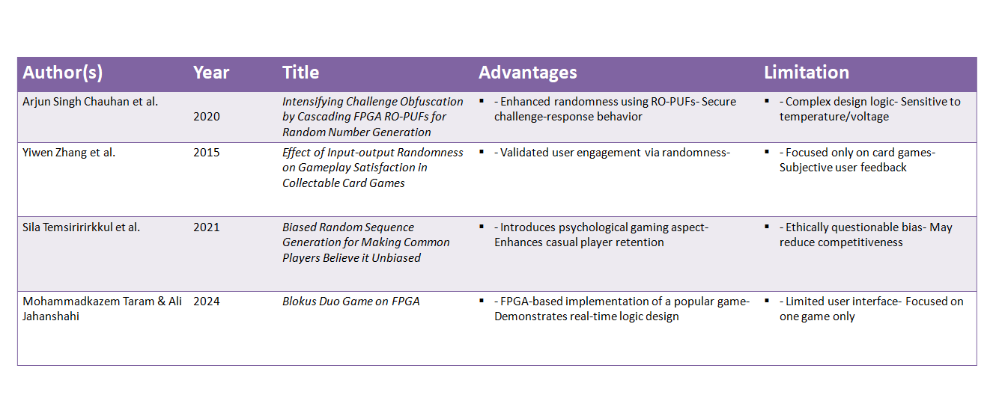 Author(s) Year Title Advantages Limitation
Arjun Singh Chauhan et al.
2020
Intensifying Challenge Obfuscation
by Cascading FPGA RO-PUFs for
Random Number Generation
▪ - Enhanced randomness using RO-PUFs- Secure
challenge-response behavior
▪ - Complex design logic- Sensitive to
temperature/voltage
Yiwen Zhang et al.
2015
Effect of Input-output Randomness
on Gameplay Satisfaction in
Collectable Card Games
▪ - Validated user engagement via randomness-
▪ - Focused only on card games-
Subjective user feedback
Sila Temsiririrkkul et al.
2021
Biased Random Sequence
Generation for Making Common
Players Believe it Unbiased
▪ - Introduces psychological gaming aspect-
Enhances casual player retention
▪ - Ethically questionable bias- May
reduce competitiveness
Mohammadkazem Taram & Ali
Jahanshahi
2024
Blokus Duo Game on FPGA
▪ - FPGA-based implementation of a popular game-
Demonstrates real-time logic design
▪ - Limited user interface- Focused on
one game only